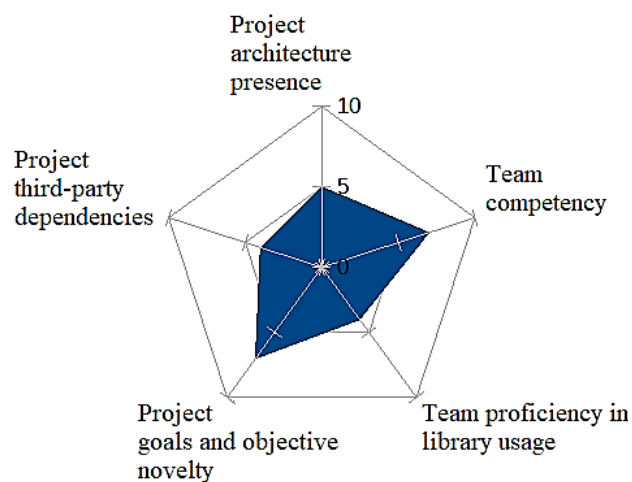 Project
architecture
presence
10
Project
third-party
dependencies
5
Team
competency
0
Project
goals and objective
novelty
Team proficiency in
library usage